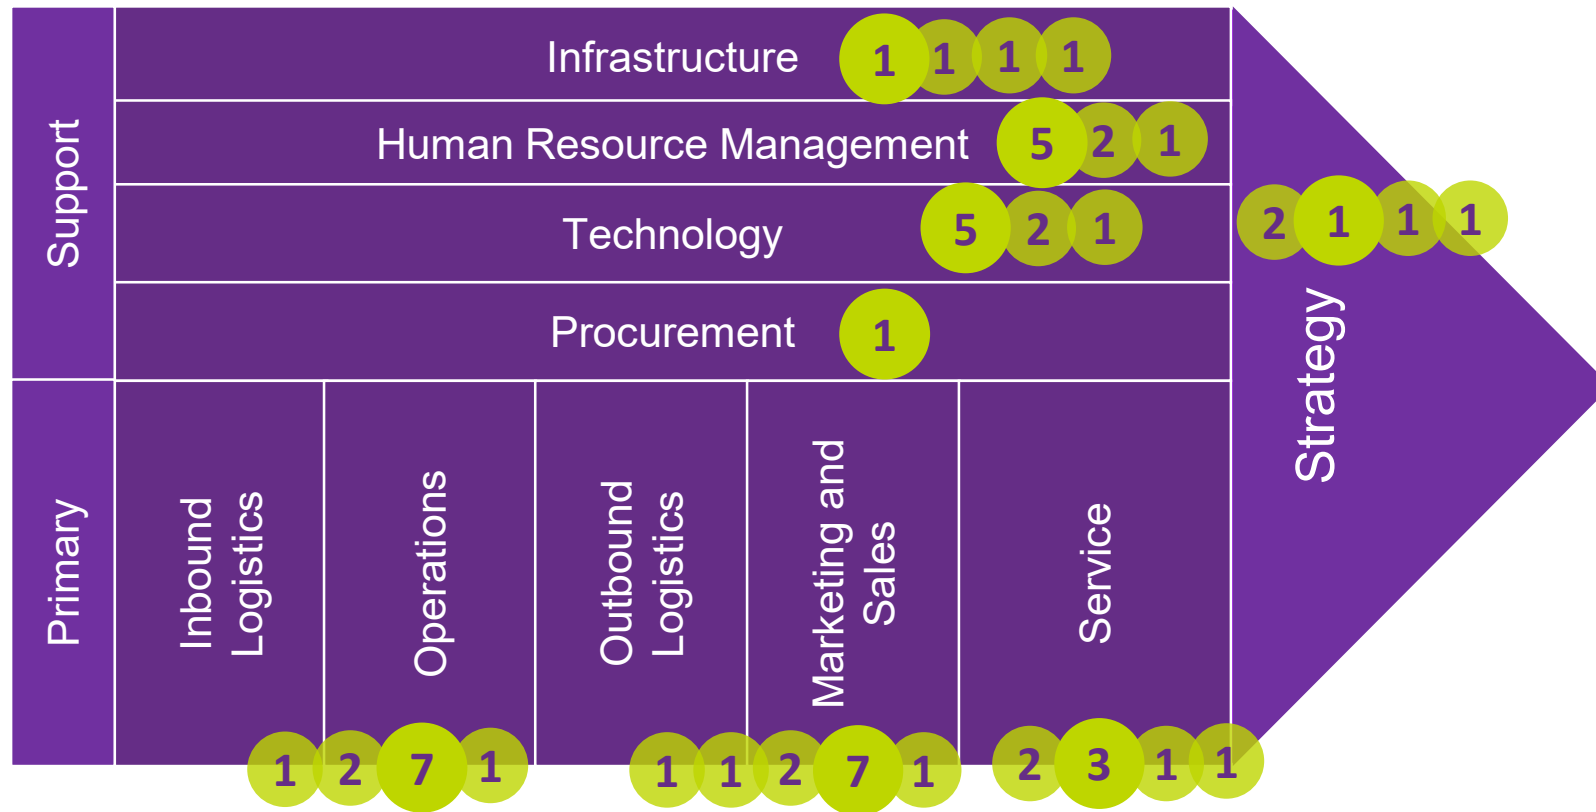 Support
Infrastructure 1 1 1 1
Human Resource Management 5 2 1
Technology 5 2 1
Procurement 1
Strategy
2 1 1 1
Primary
Inbound
Logistics
Operations
Outbound
Logistics
Marketing and
Sales
Service
1 2 7 1
1 1 2 7 1
2 3 1 1